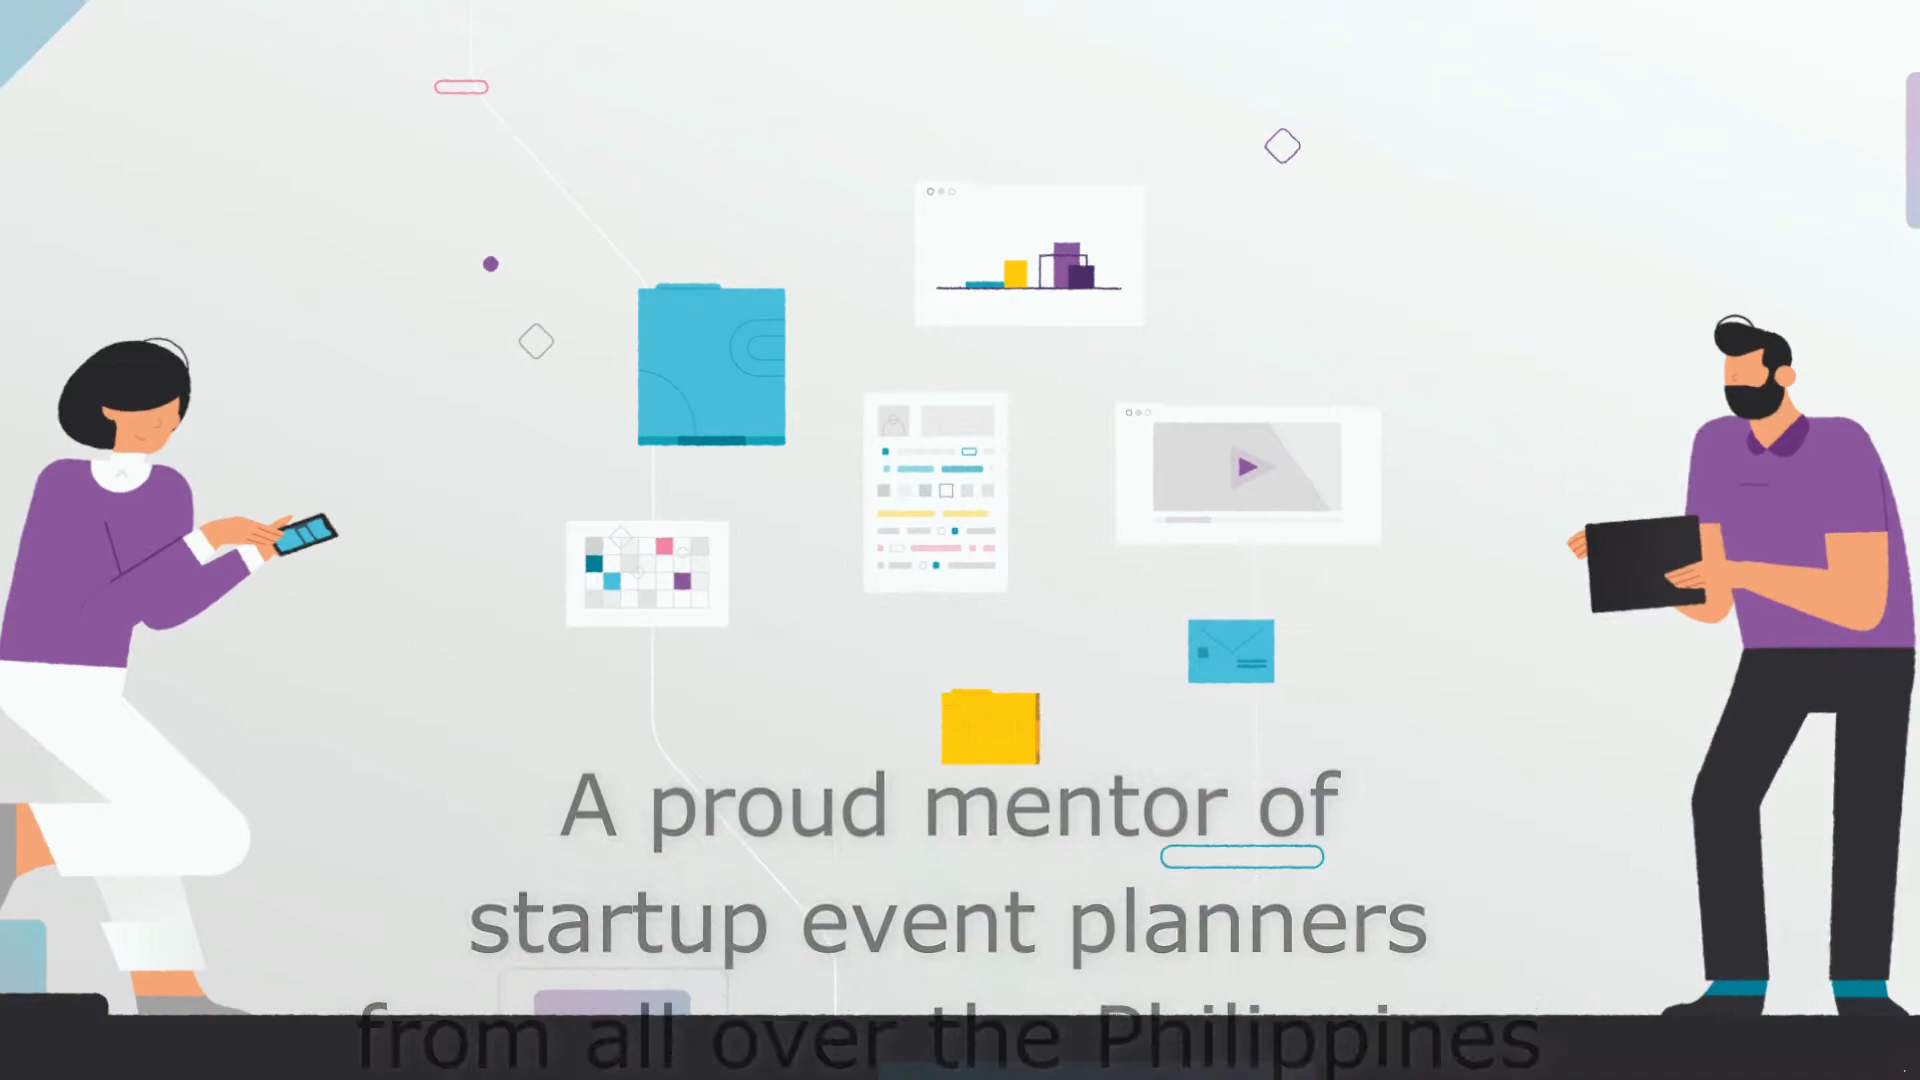 A proud mentor of
startup event planners
from all over the Philippines